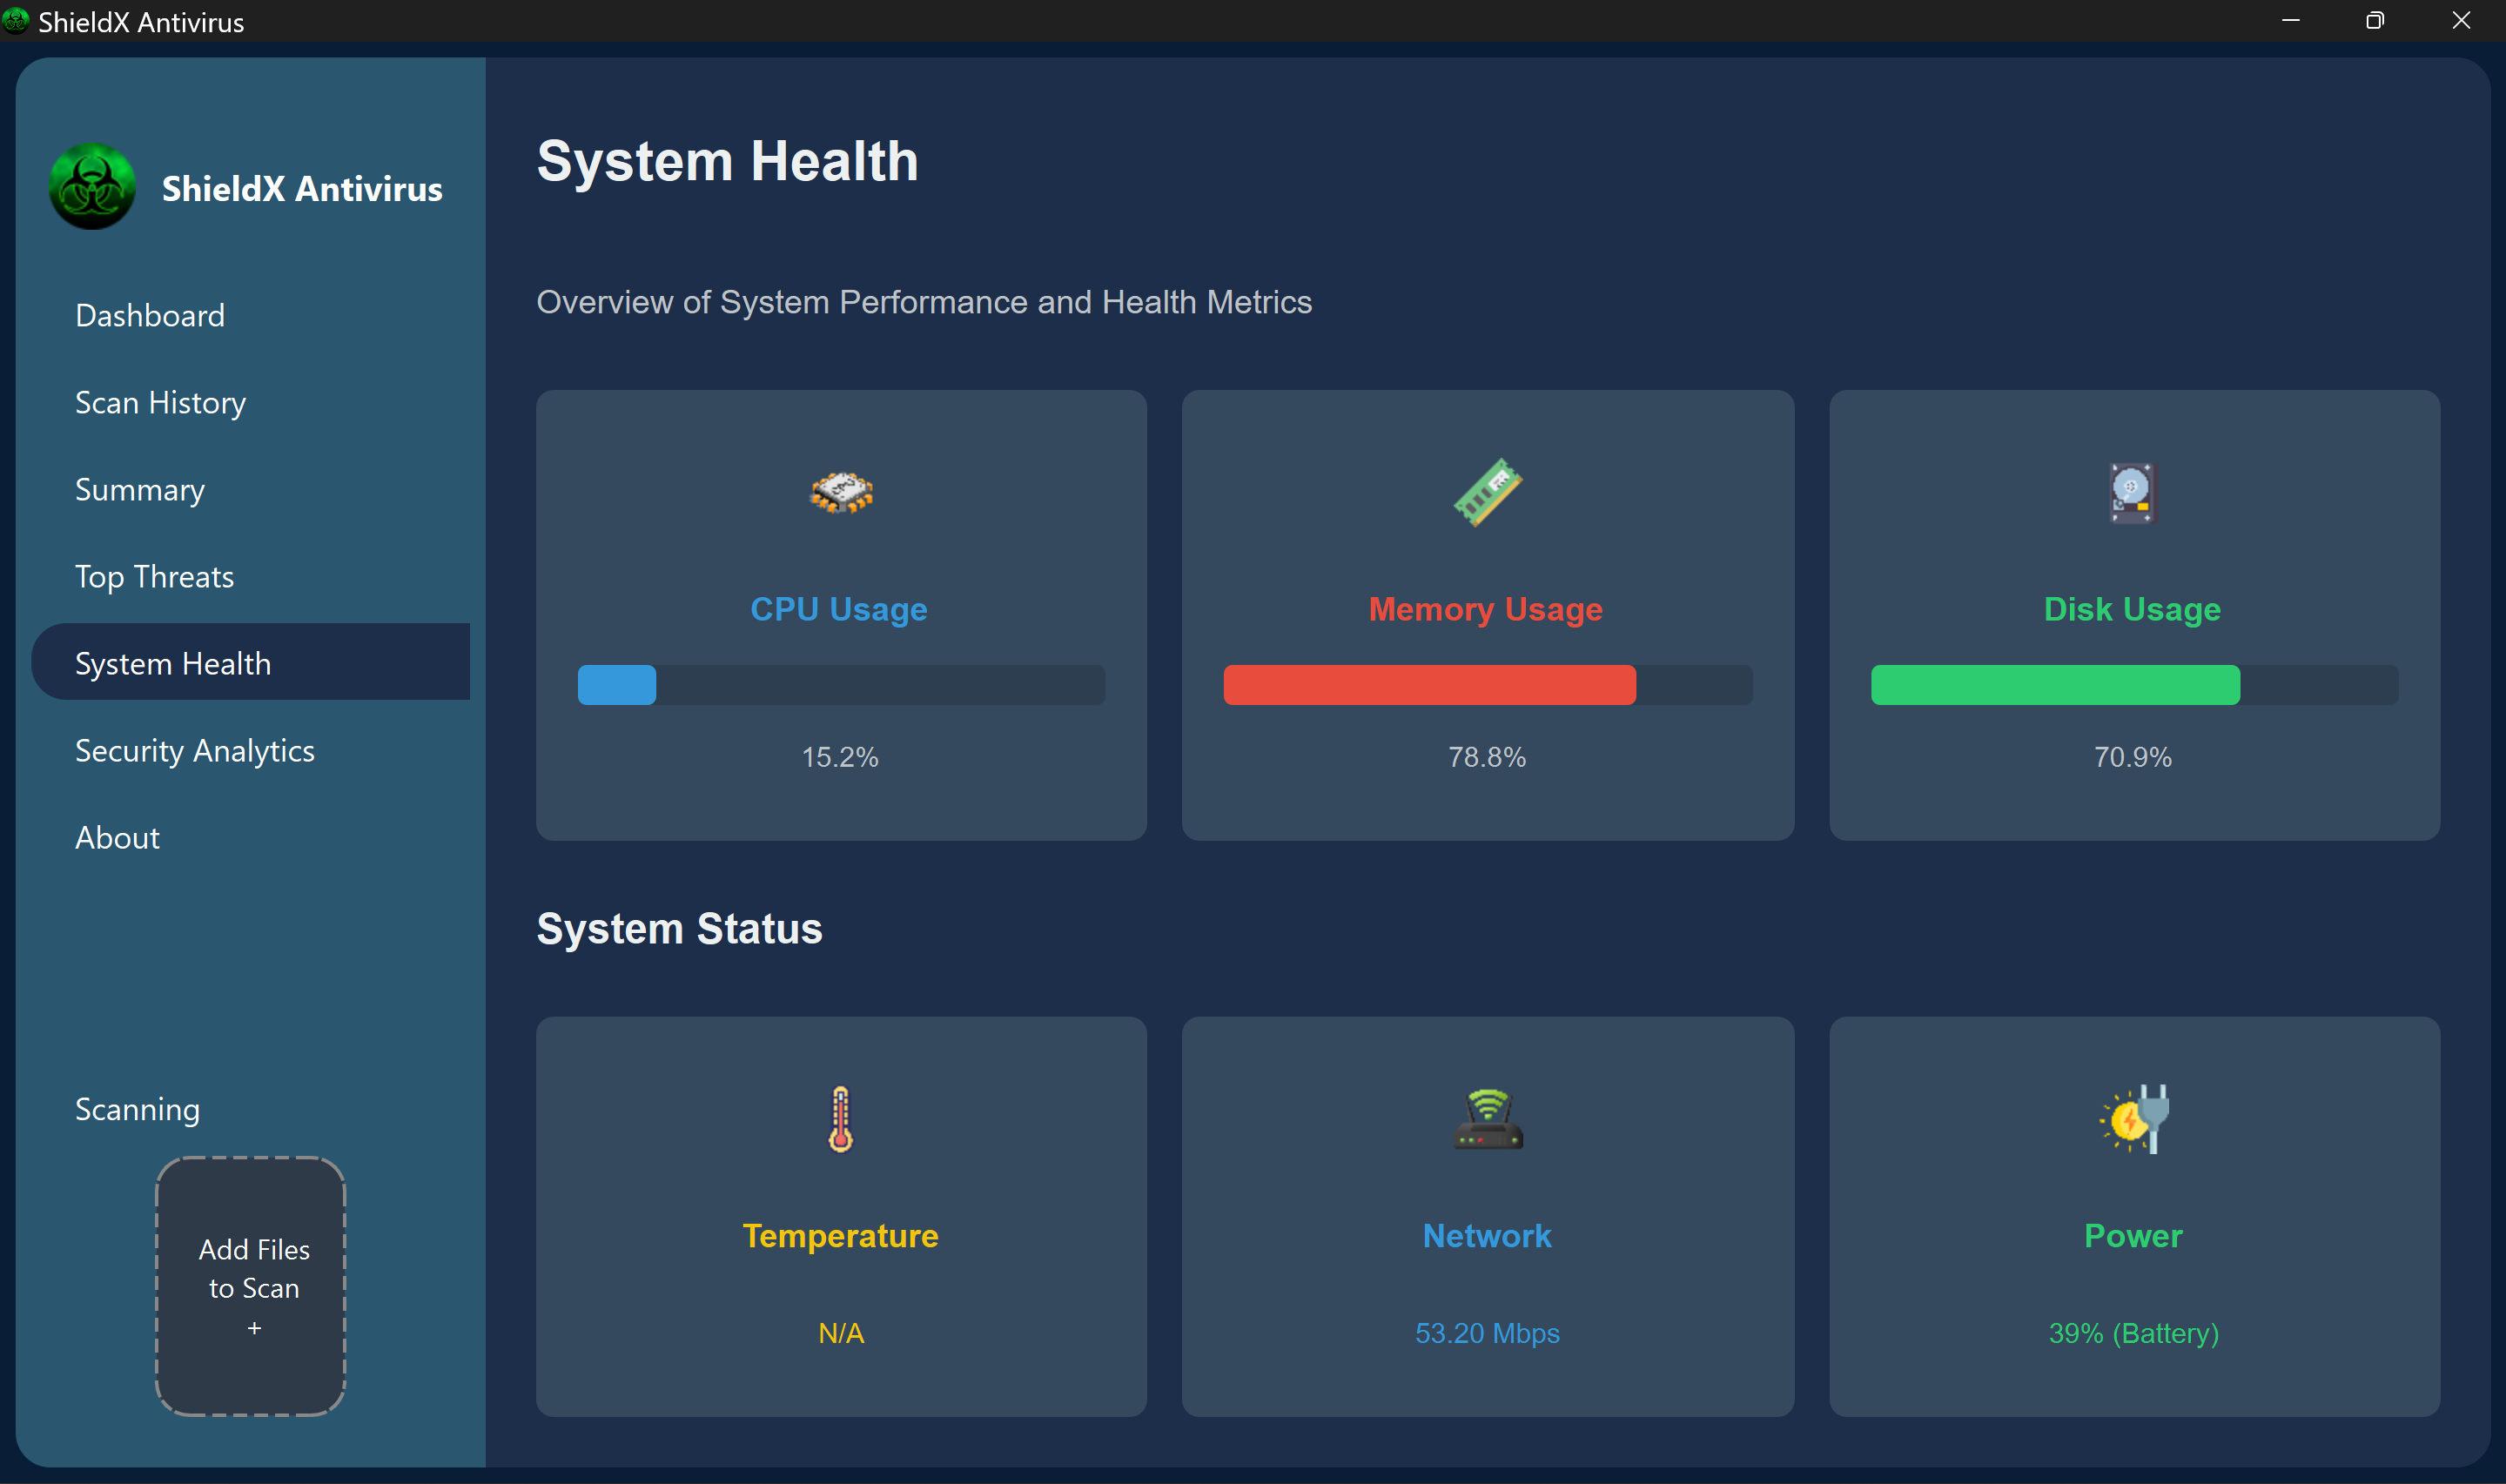 ShieldX Antivirus
ShieldX Antivirus
Dashboard
Scan History
Summary
Top Threats
System Health
Security Analytics
About
Scanning
Add Files
to Scan
+
System Health
Overview of System Performance and Health Metrics
CPU Usage
15.2%
Memory Usage
78.8%
Disk Usage
70.9%
System Status
Temperature
N/A
Network
53.20 Mbps
Power
39% (Battery)